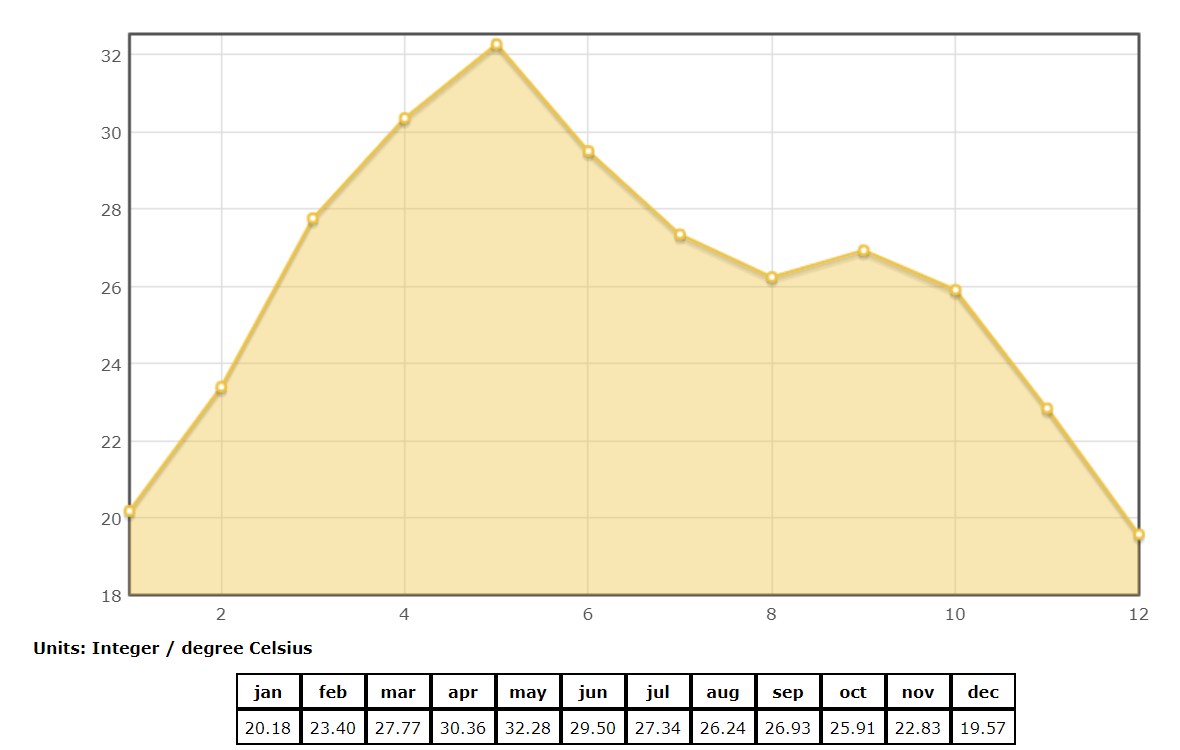 32
30
28
26
24
22
20
18
2 4 6 8 10 12
Units: Integer / degree Celsius
jan feb mar apr may jun jul aug sep oct nov dec
20.18 23.40 27.77 30.36 32.28 29.50 27.34 26.24 26.93 25.91 22.83 19.57